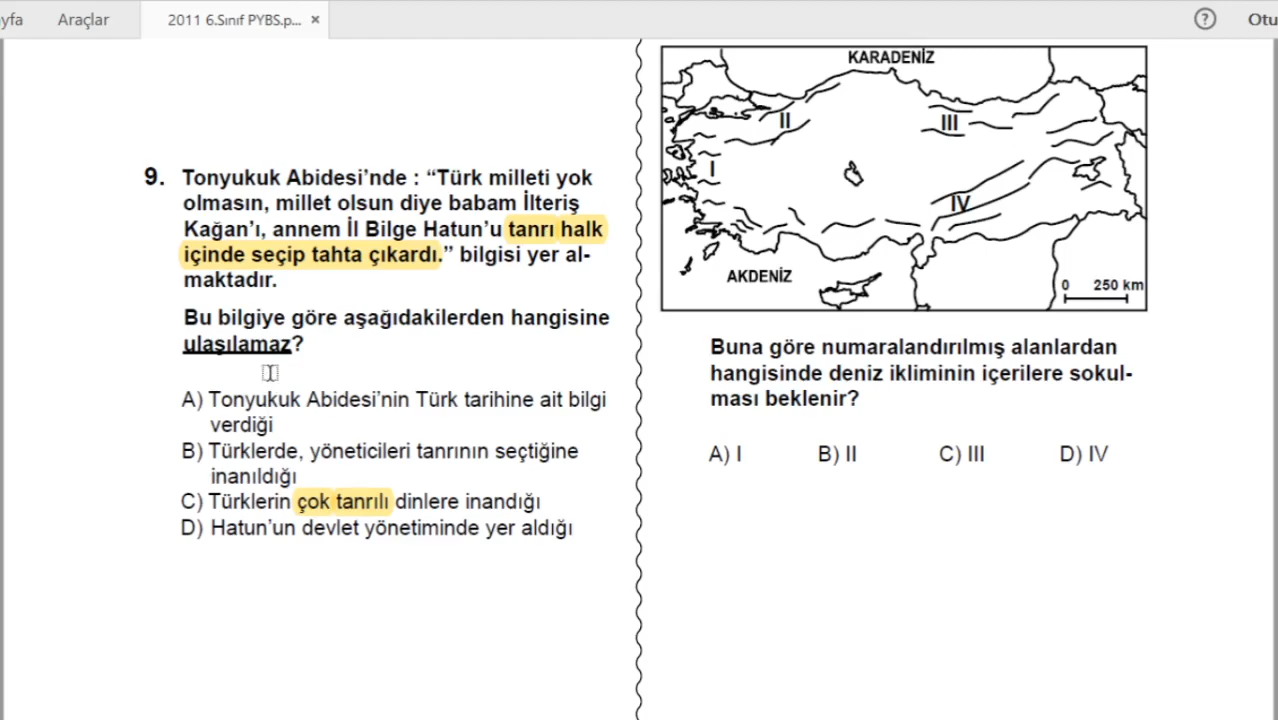 yfa
Araçlar
2011 6.Sınıf PYBS.p... ×
?
Otu
9. Tonyukuk Abidesi’nde : “Türk milleti yok
olmasın, millet olsun diye babam İlteriş
Kağan’ı, annem İl Bilge Hatun’u tanrı halk
içinde seçip tahta çıkardı.” bilgisi yer al-
maktadır.
Bu bilgiye göre aşağıdakilerden hangisine
ulaşılamaz?
A) Tonyukuk Abidesi’nin Türk tarihine ait bilgi
verdiği
B) Türklerde, yöneticileri tanrının seçtiğine
inanıldığı
C) Türklerin çok tanrılı dinlere inandığı
D) Hatun’un devlet yönetiminde yer aldığı
KARADENİZ
II
III
I
IV
AKDENİZ
0 250 km
Buna göre numaralandırılmış alanlardan
hangisinde deniz ikliminin içerilere sokul-
ması beklenir?
A) I B) II C) III D) IV